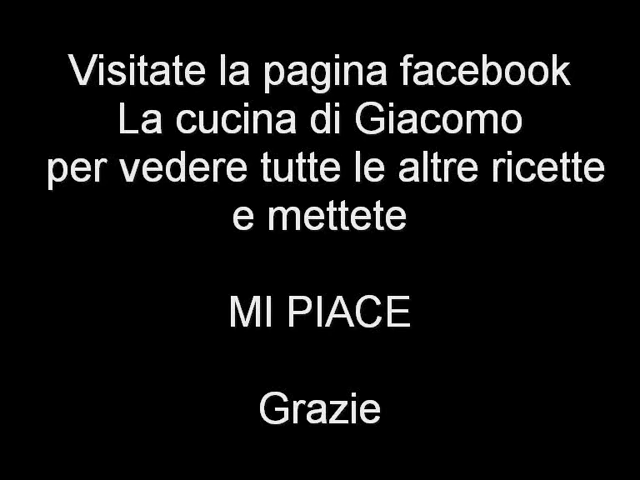 Visitate la pagina facebook
La cucina di Giacomo
per vedere tutte le altre ricette
e mettete
MI PIACE
Grazie